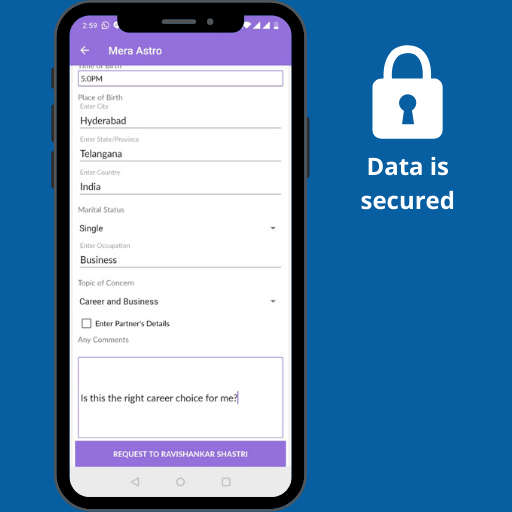 2:59
Mera Astro
Time of Birth
5:0PM
Place of Birth
Enter City
Hyderabad
Enter State/Province
Telangana
Enter Country
India
Marital Status
Single
Enter Occupation
Business
Topic of Concern
Career and Business
Enter Partner's Details
Any Comments
Is this the right career choice for me?
REQUEST TO RAVISHANKAR SHASTRI
Data is
secured